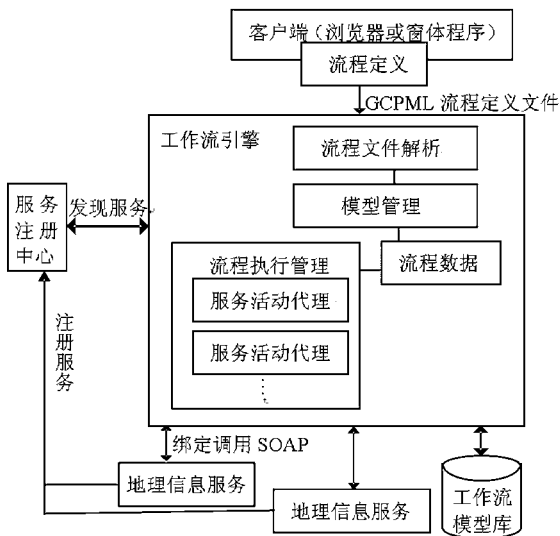 客户端（浏览器或窗体程序）
流程定义
GCPML 流程定义文件
工作流引擎
流程文件解析
模型管理
流程数据
流程执行管理
服务活动代理
服务活动代理
服务
注册
中心
发现服务
注册服务
绑定调用 SOAP
地理信息服务
地理信息服务
工作流
模型库